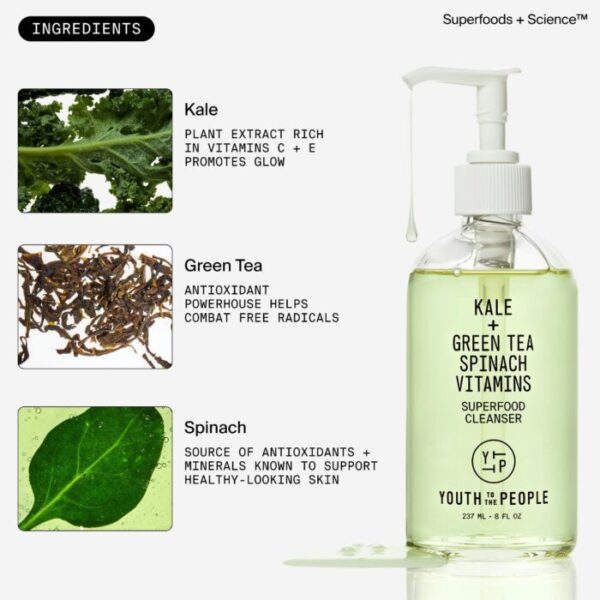 INGREDIENTS
Superfoods + Science™
Kale
PLANT EXTRACT RICH
IN VITAMINS C + E
PROMOTES GLOW
Green Tea
ANTIOXIDANT
POWERHOUSE HELPS
COMBAT FREE RADICALS
Spinach
SOURCE OF ANTIOXIDANTS +
MINERALS KNOWN TO SUPPORT
HEALTHY-LOOKING SKIN
KALE
+
GREEN TEA
SPINACH
VITAMINS
SUPERFOOD
CLEANSER
YTTP
YOUTH TO THE PEOPLE
237 ML • 8 FL OZ